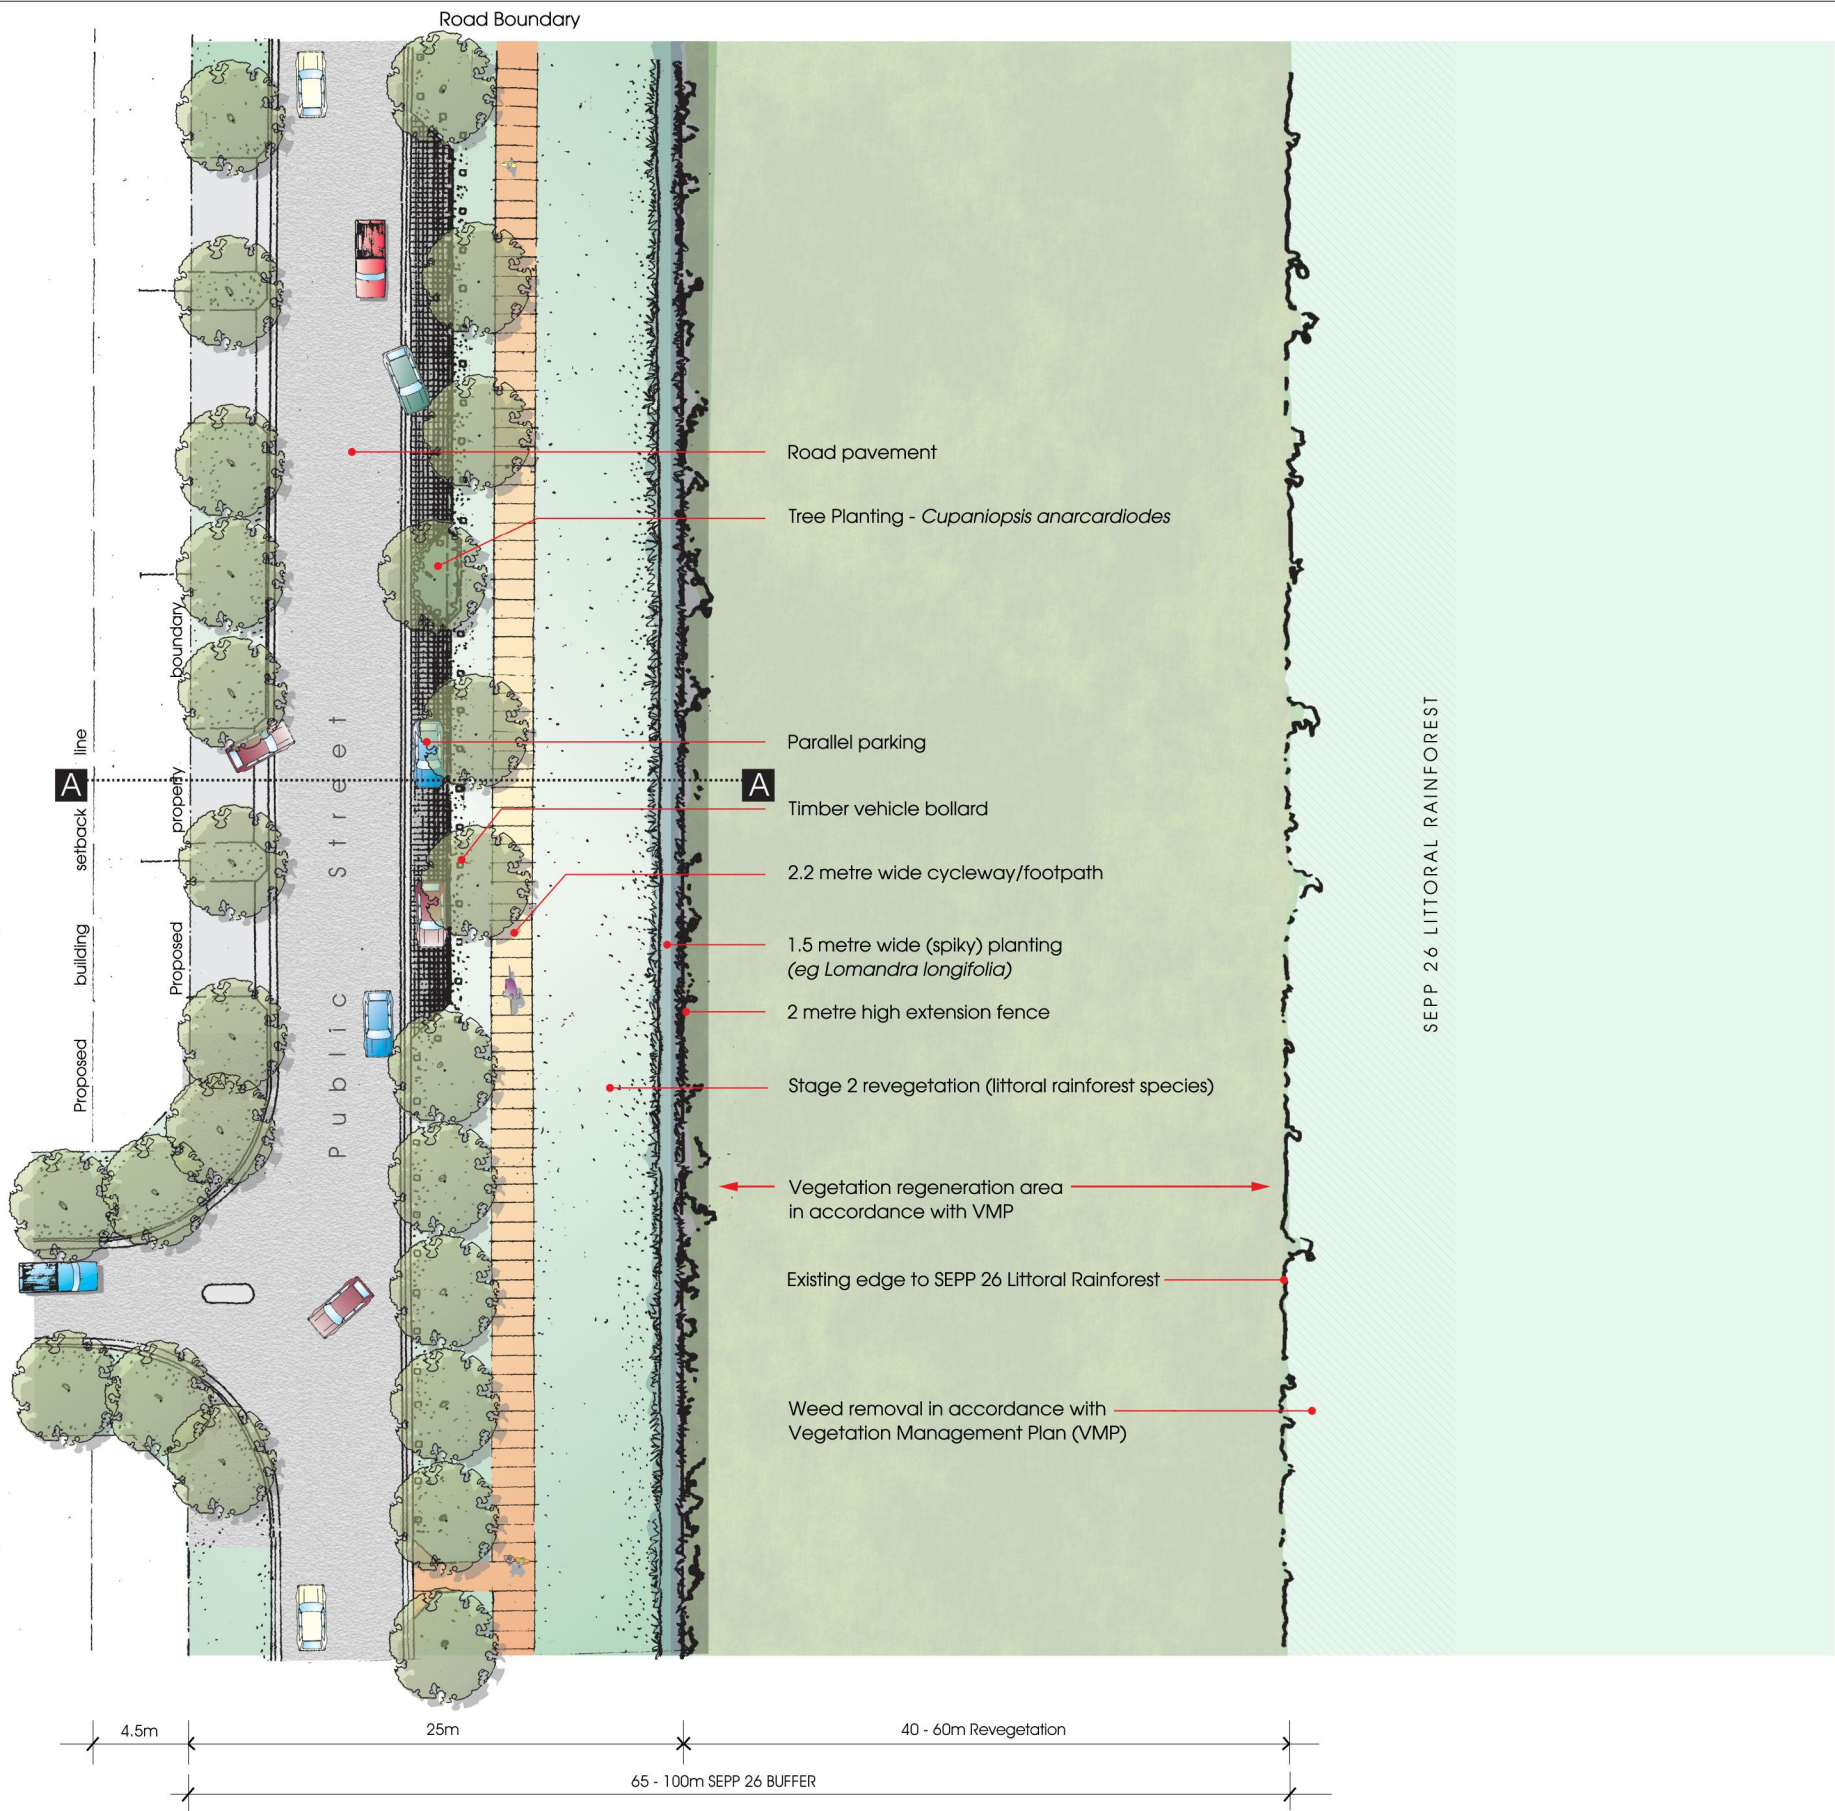 Road Boundary
Road pavement
Tree Planting - Cupaniopsis anarcardiodes
Parallel parking
A
A
Timber vehicle bollard
2.2 metre wide cycleway/footpath
1.5 metre wide (spiky) planting
(eg Lomandra longifolia)
2 metre high extension fence
Stage 2 revegetation (littoral rainforest species)
Vegetation regeneration area
in accordance with VMP
Existing edge to SEPP 26 Littoral Rainforest
Weed removal in accordance with
Vegetation Management Plan (VMP)
Proposed building setback line
Proposed property boundary
Public Street
SEPP 26 LITTORAL RAINFOREST
4.5m
25m
40 - 60m Revegetation
65 - 100m SEPP 26 BUFFER